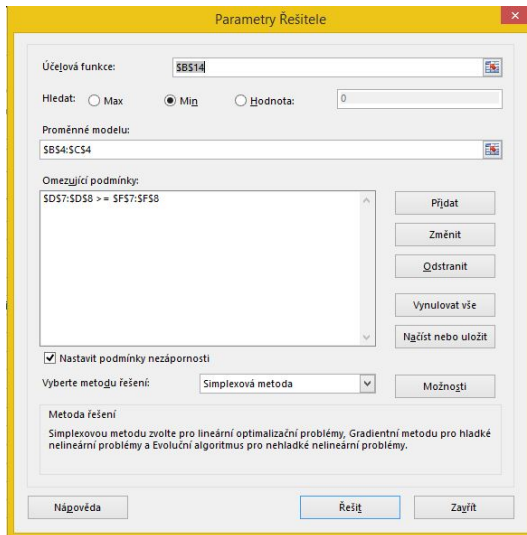 Parametry Řešitele
Účelová funkce:
$B$14
Hledat:
Max
Min
Hodnota:
0
Proměnné modelu:
$B$4:$C$4
Omezující podmínky:
$D$7:$D$8 >= $F$7:$F$8
Přidat
Změnit
Odstranit
Vynulovat vše
Načíst nebo uložit
Nastavit podmínky nezápornosti
Vyberte metodu řešení:
Simplexová metoda
Možnosti
Metoda řešení
Simplexovou metodu zvolte pro lineární optimalizační problémy, Gradientní metodu pro hladké
nelineární problémy a Evoluční algoritmus pro nehladké nelineární problémy.
Nápověda
Řešit
Zavřít